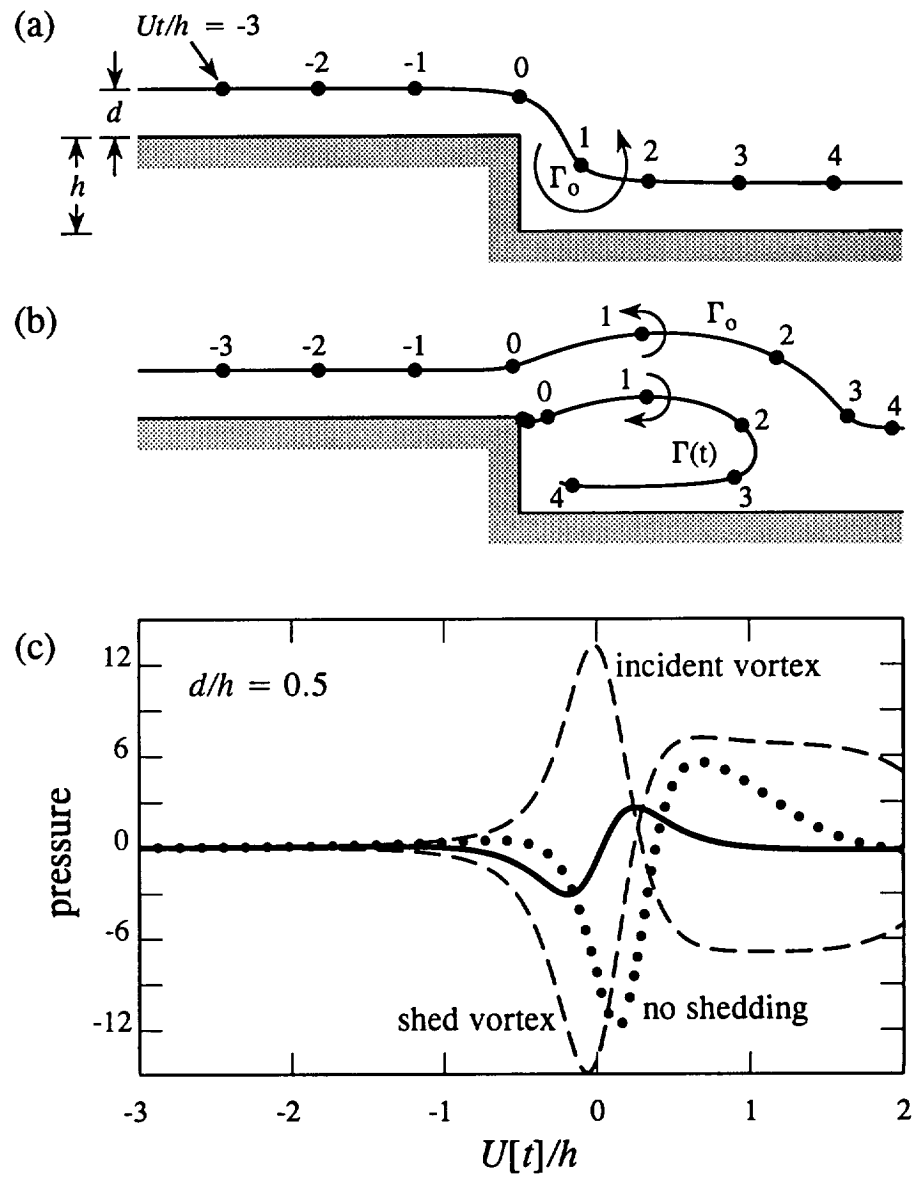 (a)
Ut/h = -3
-2
-1
0
d
h
1
2
3
4
Γo
(b)
-3
-2
-1
0
1
Γo
2
3
4
0
1
2
Γ(t)
4
3
(c)
12
6
0
-6
-12
pressure
d/h = 0.5
incident vortex
shed vortex
no shedding
-3
-2
-1
0
1
2
U[t]/h